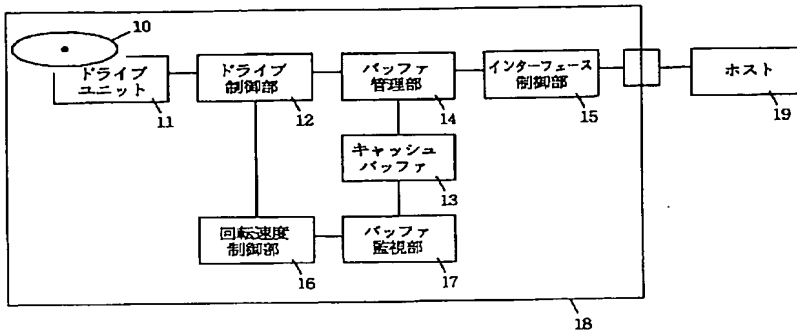 10
ドライブ
ユニット
11
ドライブ
制御部
12
バッファ
管理部
14
インターフェース
制御部
15
ホスト
19
キャッシュ
バッファ
13
回転速度
制御部
16
バッファ
監視部
17
18